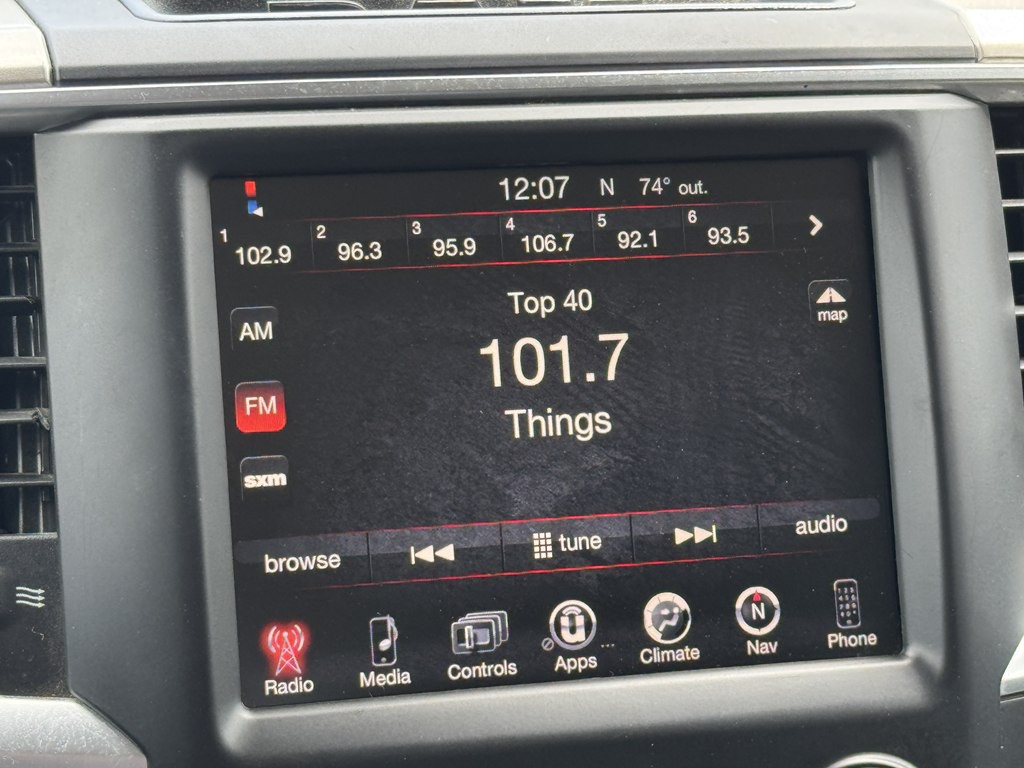 12:07 N 74° out.
1 102.9 2 96.3 3 95.9 4 106.7 5 92.1 6 93.5
Top 40
map
AM
101.7
FM
Things
sxm
browse tune audio
Radio Media Controls Apps Climate N Nav Phone